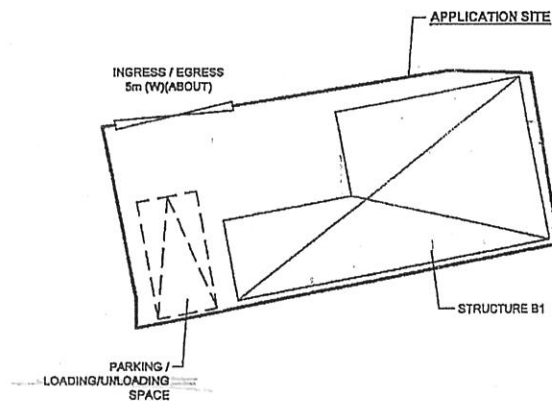 APPLICATION SITE
INGRESS / EGRESS
5m (W)(ABOUT)
STRUCTURE B1
PARKING /
LOADING/UNLOADING
SPACE